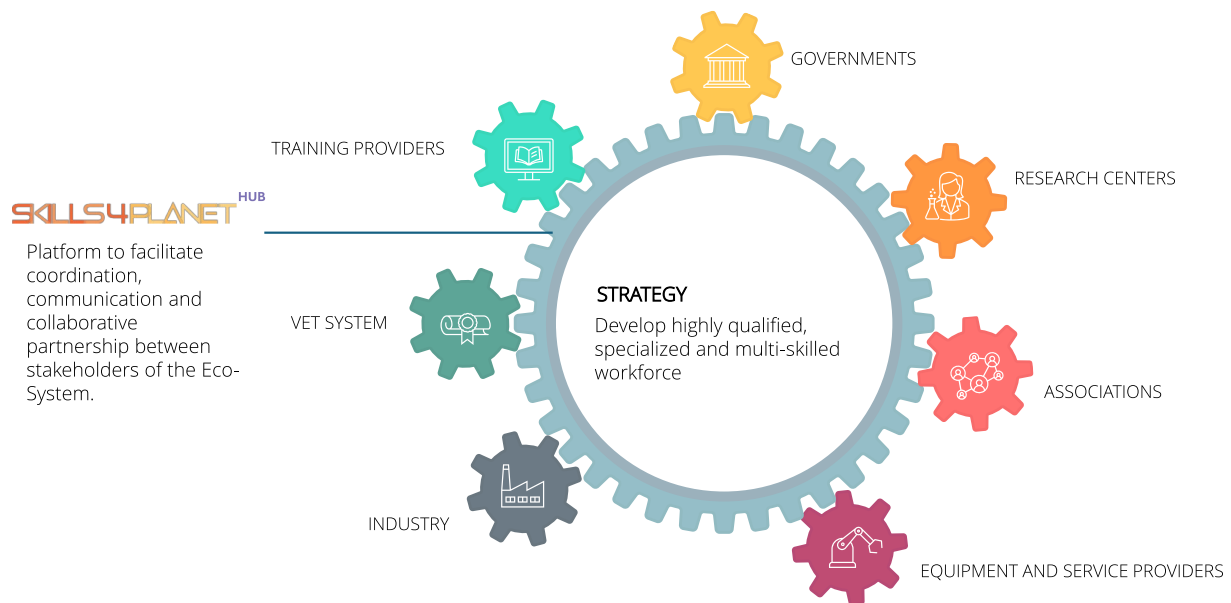 GOVERNMENTS
TRAINING PROVIDERS
RESEARCH CENTERS
SKILLS4PLANET HUB
Platform to facilitate
coordination,
communication and
collaborative
partnership between
stakeholders of the Eco-
System.
VET SYSTEM
STRATEGY
Develop highly qualified,
specialized and multi-skilled
workforce
ASSOCIATIONS
INDUSTRY
EQUIPMENT AND SERVICE PROVIDERS